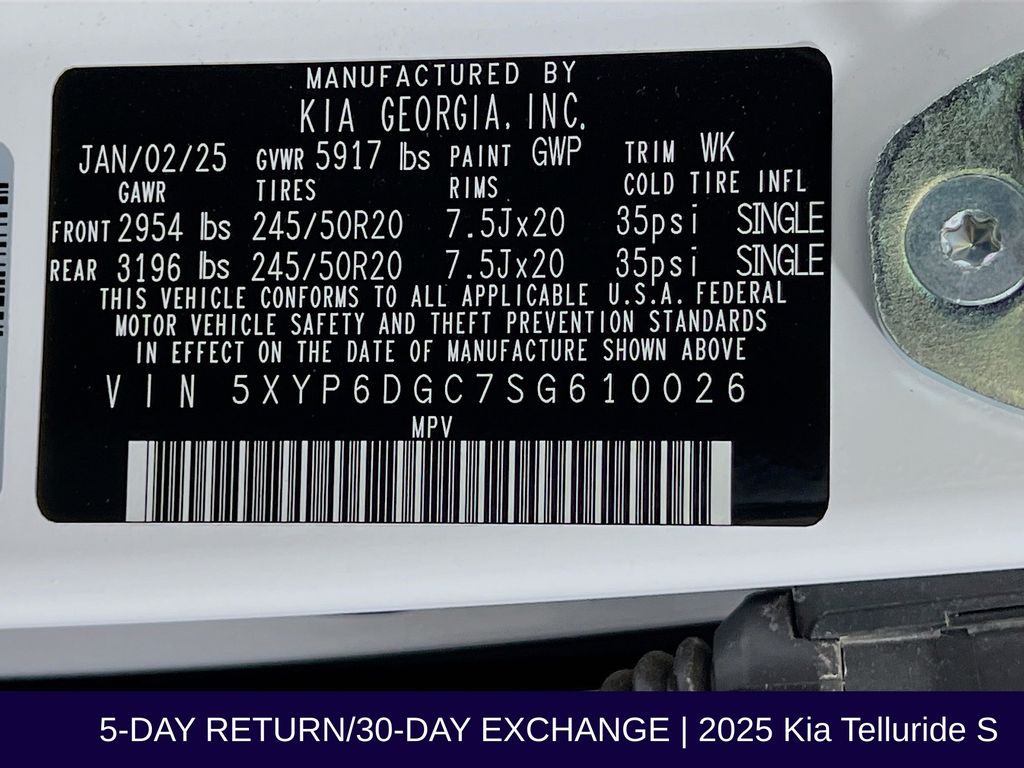 MANUFACTURED BY
KIA GEORGIA, INC.
JAN/02/25 GVWR 5917 lbs PAINT GWP TRIM WK
GAWR TIRES RIMS COLD TIRE INFL
FRONT 2954 lbs 245/50R20 7.5Jx20 35psi SINGLE
REAR 3196 lbs 245/50R20 7.5Jx20 35psi SINGLE
THIS VEHICLE CONFORMS TO ALL APPLICABLE U.S.A. FEDERAL
MOTOR VEHICLE SAFETY AND THEFT PREVENTION STANDARDS
IN EFFECT ON THE DATE OF MANUFACTURE SHOWN ABOVE
VIN 5XYP6DGC7SG610026
MPV
5-DAY RETURN/30-DAY EXCHANGE | 2025 Kia Telluride S